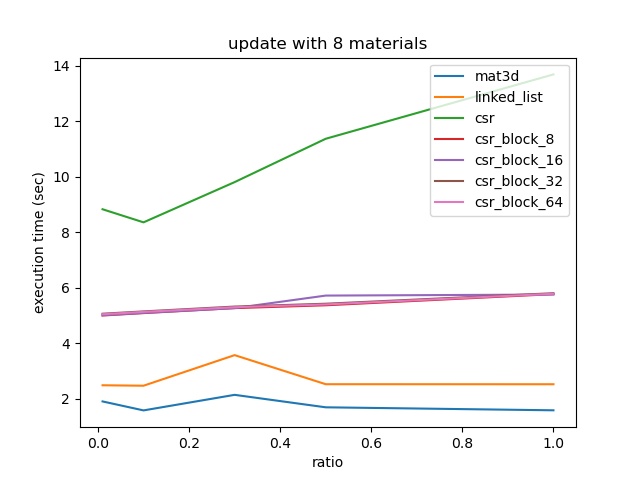 update with 8 materials
14
12
10
8
6
4
2
execution time (sec)
mat3d
linked_list
csr
csr_block_8
csr_block_16
csr_block_32
csr_block_64
0.0 0.2 0.4 0.6 0.8 1.0
ratio